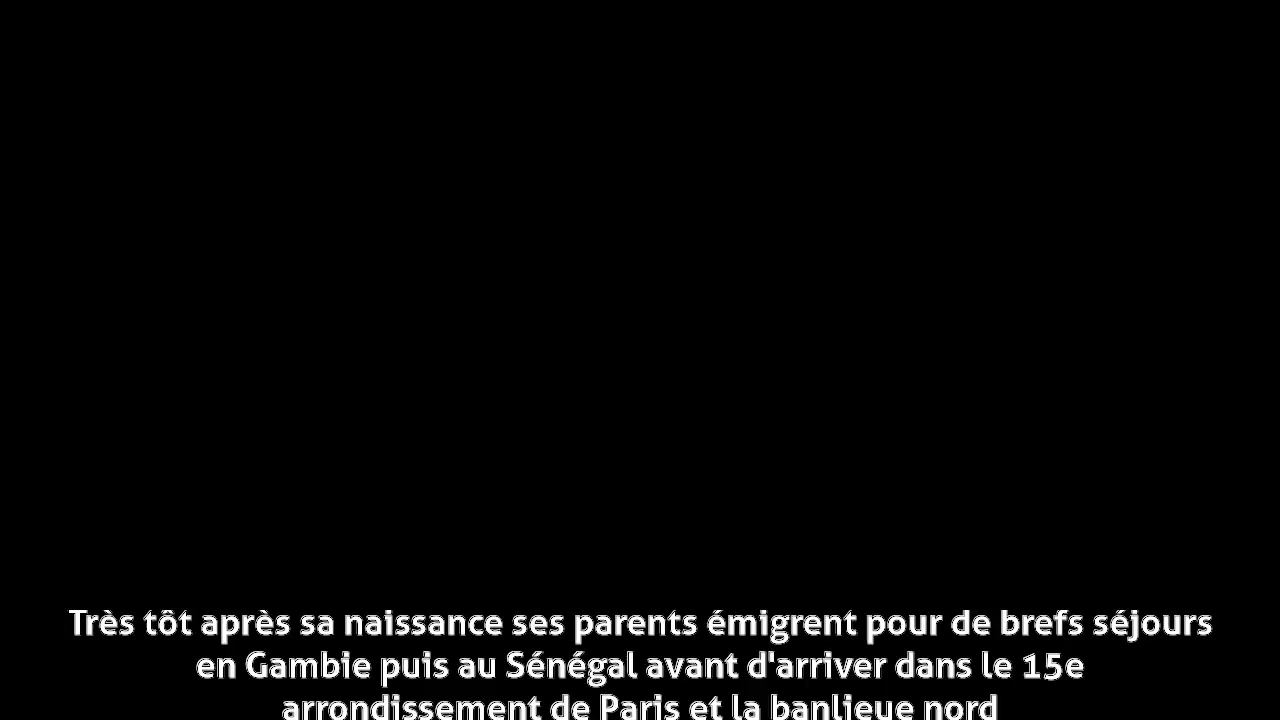 Très tôt après sa naissance ses parents émigrent pour de brefs séjours
en Gambie puis au Sénégal avant d'arriver dans le 15e
arrondissement de Paris et la banlieue nord